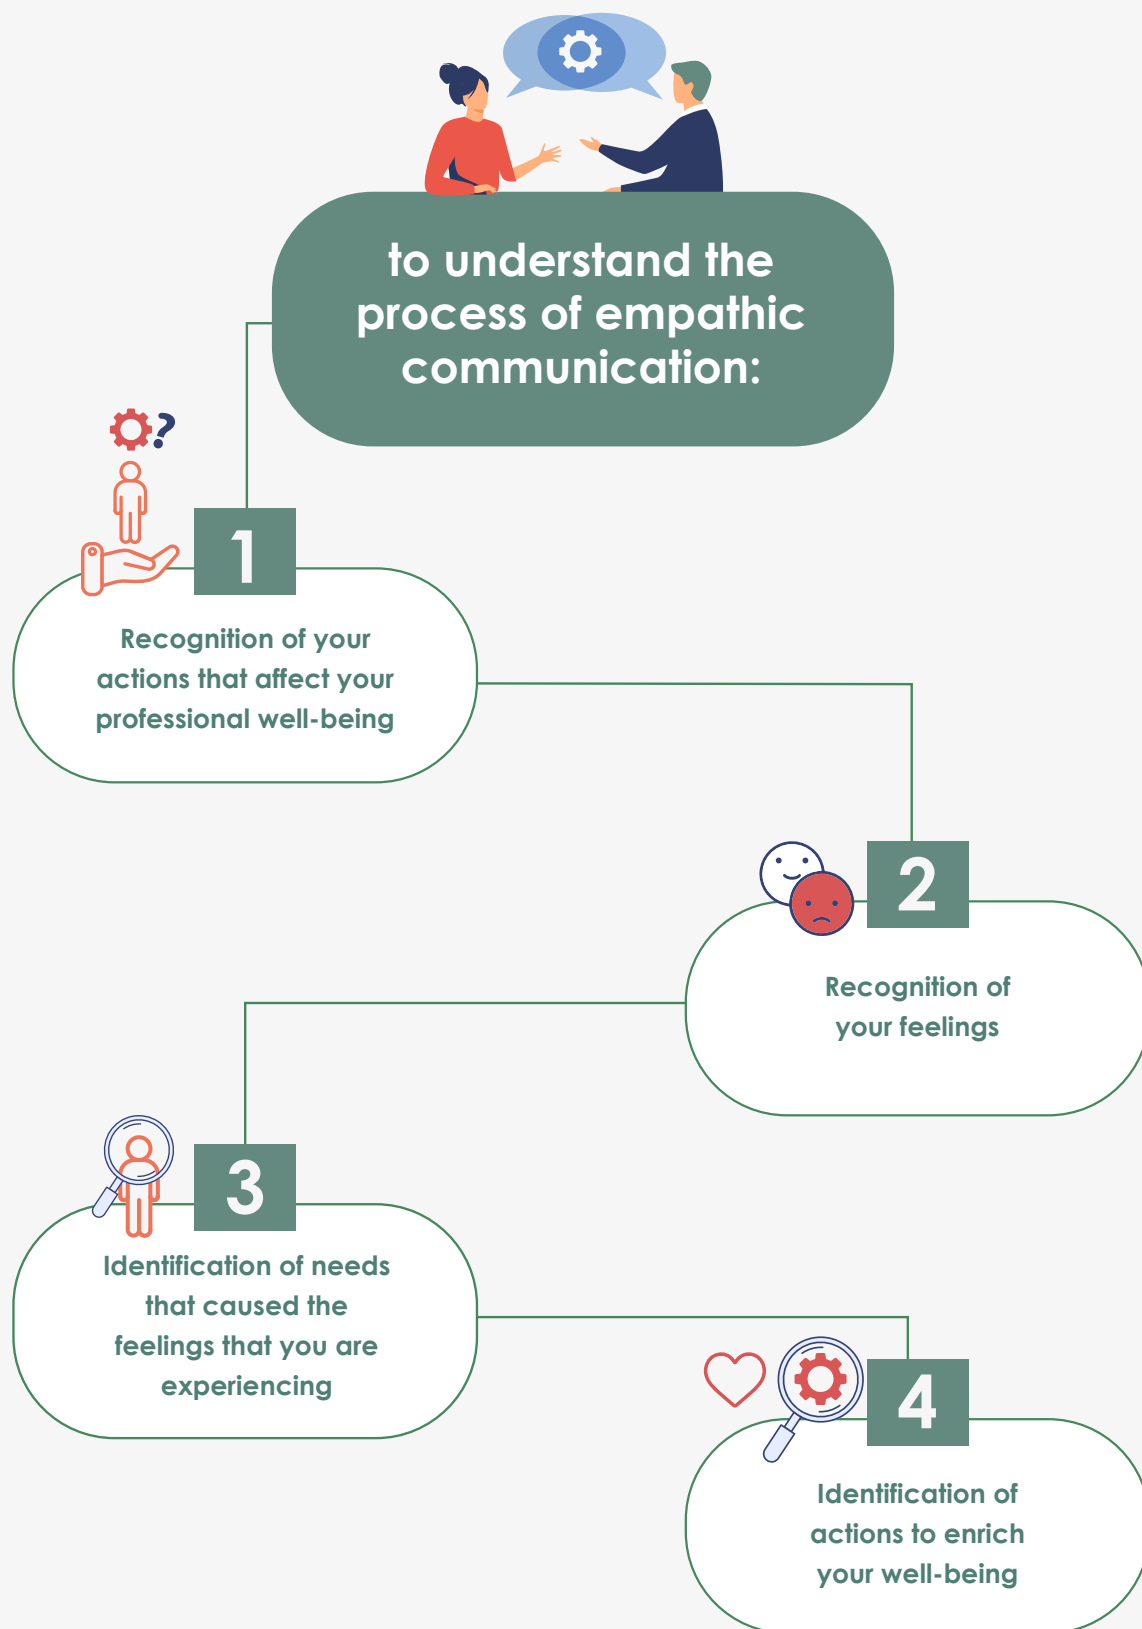 to understand the
process of empathic
communication:
?
1
Recognition of your
actions that affect your
professional well-being
2
Recognition of
your feelings
3
Identification of needs
that caused the
feelings that you are
experiencing
4
Identification of
actions to enrich
your well-being